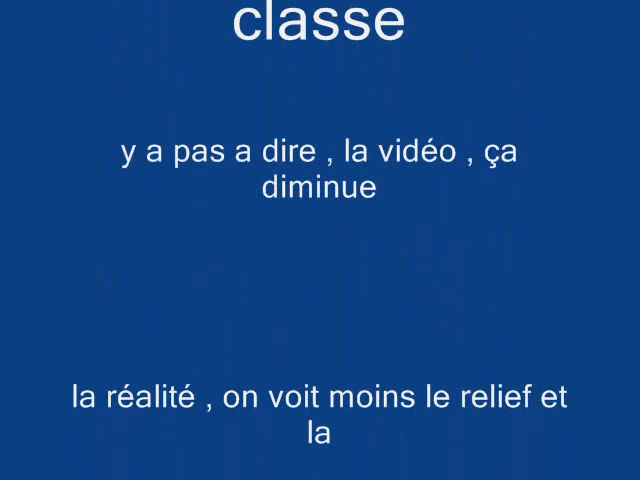 classe
y a pas a dire , la vidéo , ça
diminue
la réalité , on voit moins le relief et
la